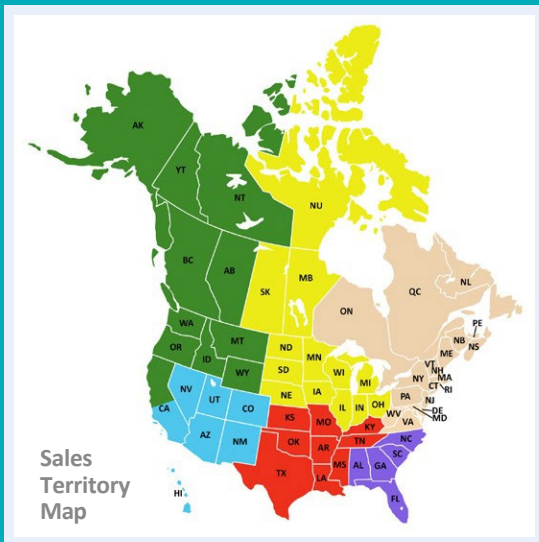 AK
YT
NT
NU
BC
AB
SK
MB
ON
QC
NL
PE
NB
NS
ME
WA
MT
ND
MN
OR
ID
WY
SD
WI
MI
VT
NH
NY
MA
CT
RI
NV
UT
CO
NE
IA
IL
IN
OH
PA
NJ
CA
KS
MO
KY
WV
VA
DE
MD
AZ
NM
OK
AR
TN
NC
TX
LA
MS
AL
GA
SC
FL
HI
Sales
Territory
Map